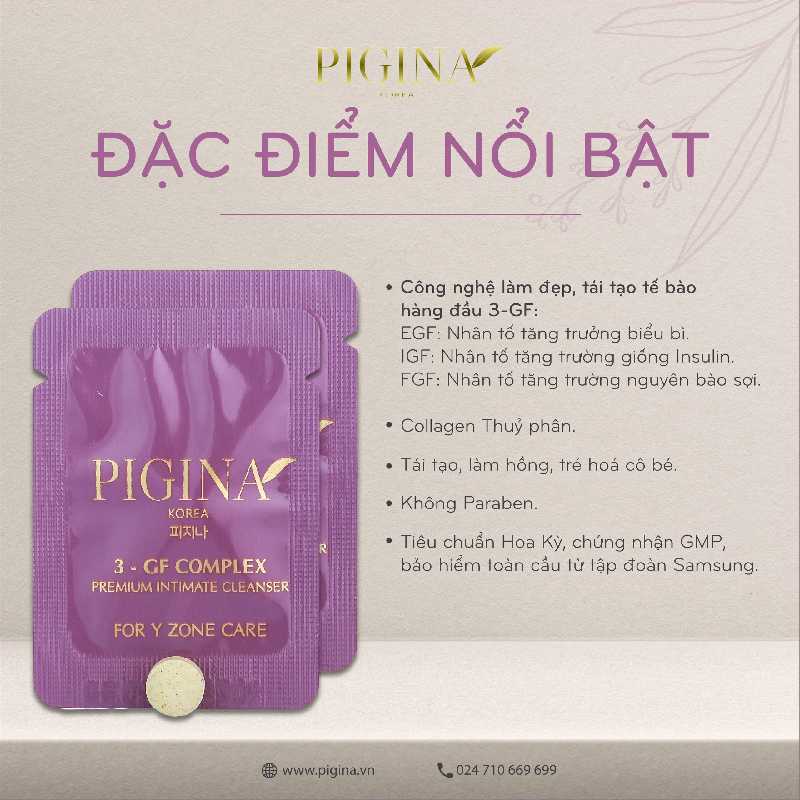 PIGINA
KOREA
ĐẶC ĐIỂM NỔI BẬT
• Công nghệ làm đẹp, tái tạo tế bào
hàng đầu 3-GF:
EGF: Nhân tố tăng trưởng biểu bì.
IGF: Nhân tố tăng trường giống Insulin.
FGF: Nhân tố tăng trường nguyên bào sợi.
• Collagen Thuỷ phân.
• Tái tạo, làm hồng, trẻ hoá cô bé.
• Không Paraben.
• Tiêu chuẩn Hoa Kỳ, chứng nhận GMP,
bảo hiểm toàn cầu từ tập đoàn Samsung.
PIGINA
KOREA
피지나
3 - GF COMPLEX
PREMIUM INTIMATE CLEANSER
FOR Y ZONE CARE
www.pigina.vn
024 710 669 699